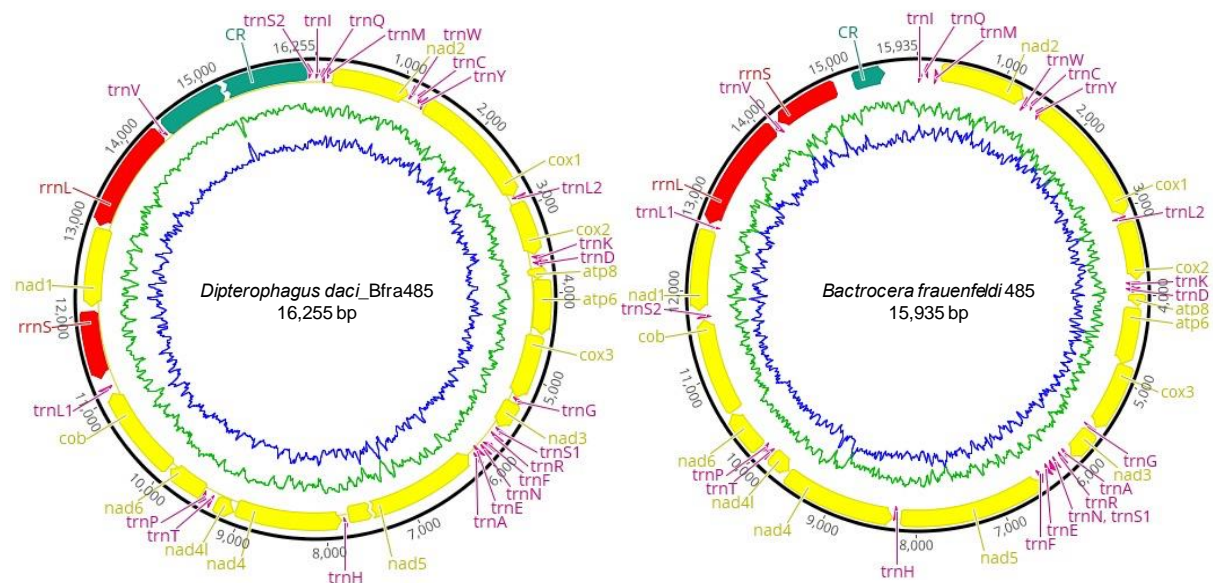 trnS2
trnI
trnQ
trnM
trnW
nad2
trnC
trnY
CR
16,255
1,000
2,000
cox1
trnL2
3,000
cox2
trnK
trnD
atp8
4,000
atp6
cox3
5,000
trnG
nad3
trnS1
6,000
trnR
trnF
trnN
trnE
trnA
7,000
nad5
trnH
8,000
nad4
9,000
nad4l
trnT
trnP
nad6
10,000
cob
11,000
trnL1
rrnS
12,000
nad1
13,000
rrnL
14,000
trnV
15,000
Dipterophagus daci_Bfra485
16,255 bp
CR
15,935
trnI
trnQ
trnM
nad2
1,000
trnW
trnC
trnY
2,000
cox1
3,000
trnL2
cox2
trnK
trnD
4,000
atp8
atp6
cox3
5,000
trnG
nad3
6,000
trnA
trnR
trnN, trnS1
trnE
trnF
7,000
nad5
8,000
trnH
9,000
nad4
nad4l
trnT
trnP
10,000
nad6
11,000
cob
trnS2
12,000
nad1
trnL1
13,000
rrnL
14,000
trnV
rrnS
15,000
Bactrocera frauenfeldi 485
15,935 bp